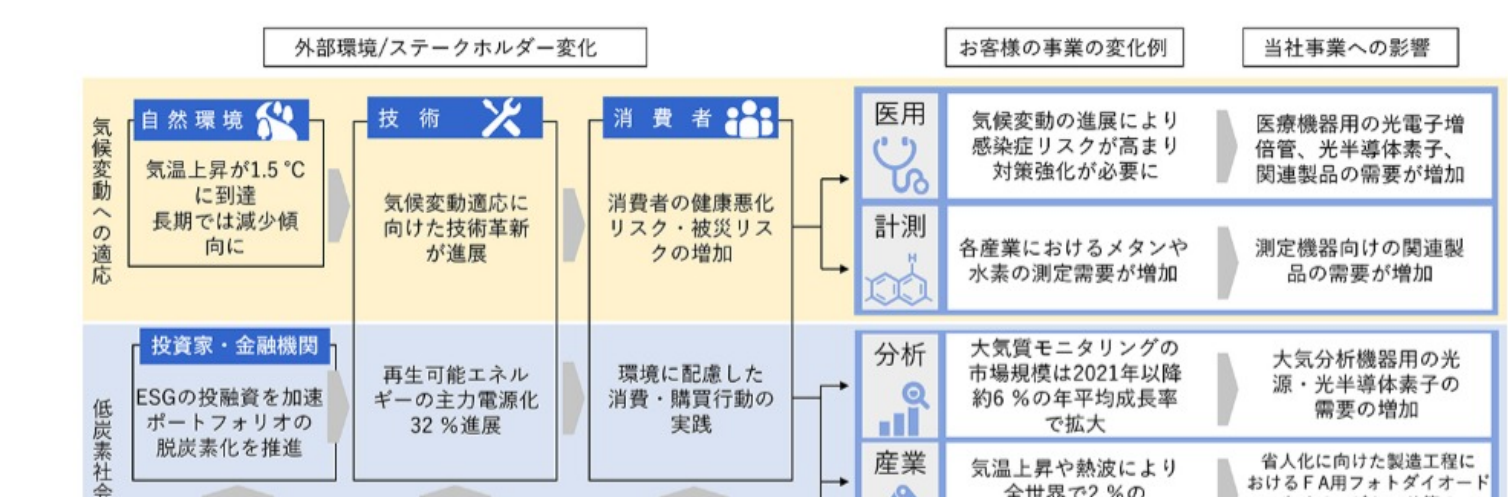 外部環境/ステークホルダー変化
お客様の事業の変化例
当社事業への影響
気候変動への適応
自然環境
気温上昇が1.5 ℃
に到達
長期では減少傾
向に
技術
気候変動適応に
向けた技術革新
が進展
消費者
消費者の健康悪化
リスク・被災リス
クの増加
医用
気候変動の進展により
感染症リスクが高まり
対策強化が必要に
医療機器用の光電子増
倍管、光半導体素子、
関連製品の需要が増加
計測
H
各産業におけるメタンや
水素の測定需要が増加
測定機器向けの関連製
品の需要が増加
低炭素社会
投資家・金融機関
ESGの投融資を加速
ポートフォリオの
脱炭素化を推進
再生可能エネル
ギーの主力電源化
32 %進展
環境に配慮した
消費・購買行動の
実践
分析
大気質モニタリングの
市場規模は2021年以降
約6 %の年平均成長率
で拡大
大気分析機器用の光
源・光半導体素子の
需要の増加
産業
気温上昇や熱波により
全世界で2 %の
省人化に向けた製造工程に
おけるＦＡ用フォトダイオード